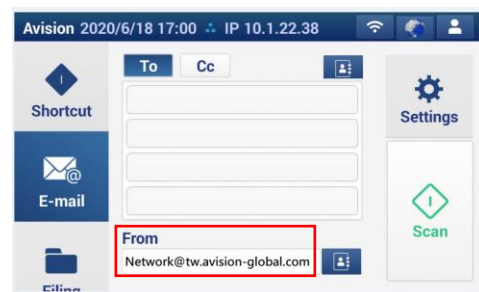 Avision 2020/6/18 17:00 IP 10.1.22.38
To Cc
Shortcut
Settings
E-mail
Scan
From
Network@tw.avision-global.com
Filing